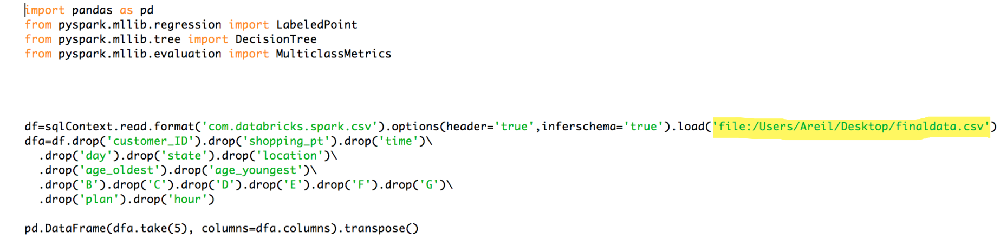 import pandas as pd
from pyspark.mllib.regression import LabeledPoint
from pyspark.mllib.tree import DecisionTree
from pyspark.mllib.evaluation import MulticlassMetrics
df=sqlContext.read.format('com.databricks.spark.csv').options(header='true',inferschema='true').load('file:/Users/Areil/Desktop/finaldata.csv')
dfa=df.drop('customer_ID').drop('shopping_pt').drop('time')\
  .drop('day').drop('state').drop('location')\
  .drop('age_oldest').drop('age_youngest')\
  .drop('B').drop('C').drop('D').drop('E').drop('F').drop('G')\
  .drop('plan').drop('hour')
pd.DataFrame(dfa.take(5), columns=dfa.columns).transpose()